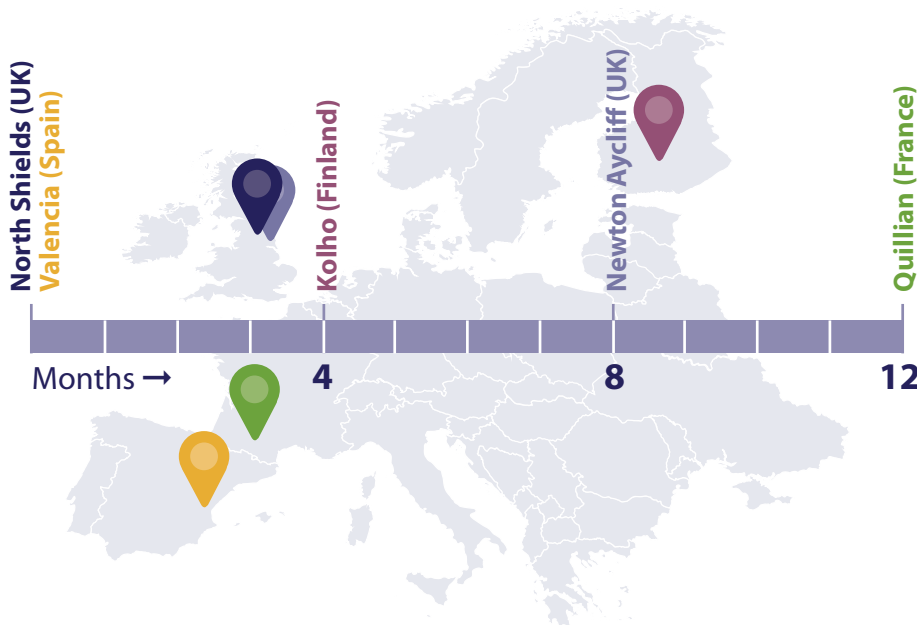 North Shields (UK)
Valencia (Spain)
Kolho (Finland)
Newton Aycliff (UK)
Quillian (France)
Months →
4
8
12